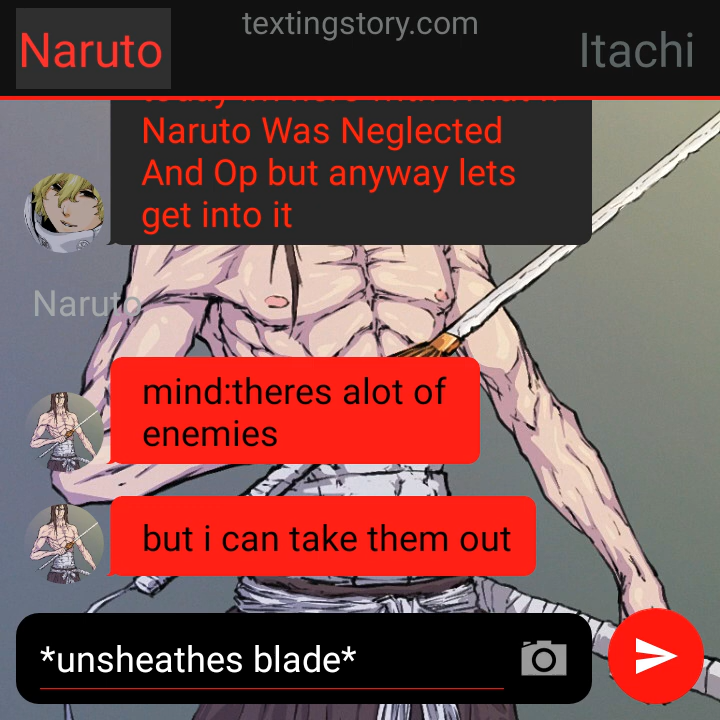 textingstory.com
Naruto
Itachi
Naruto Was Neglected
And Op but anyway lets
get into it
Naruto
mind:theres alot of
enemies
but i can take them out
*unsheathes blade*